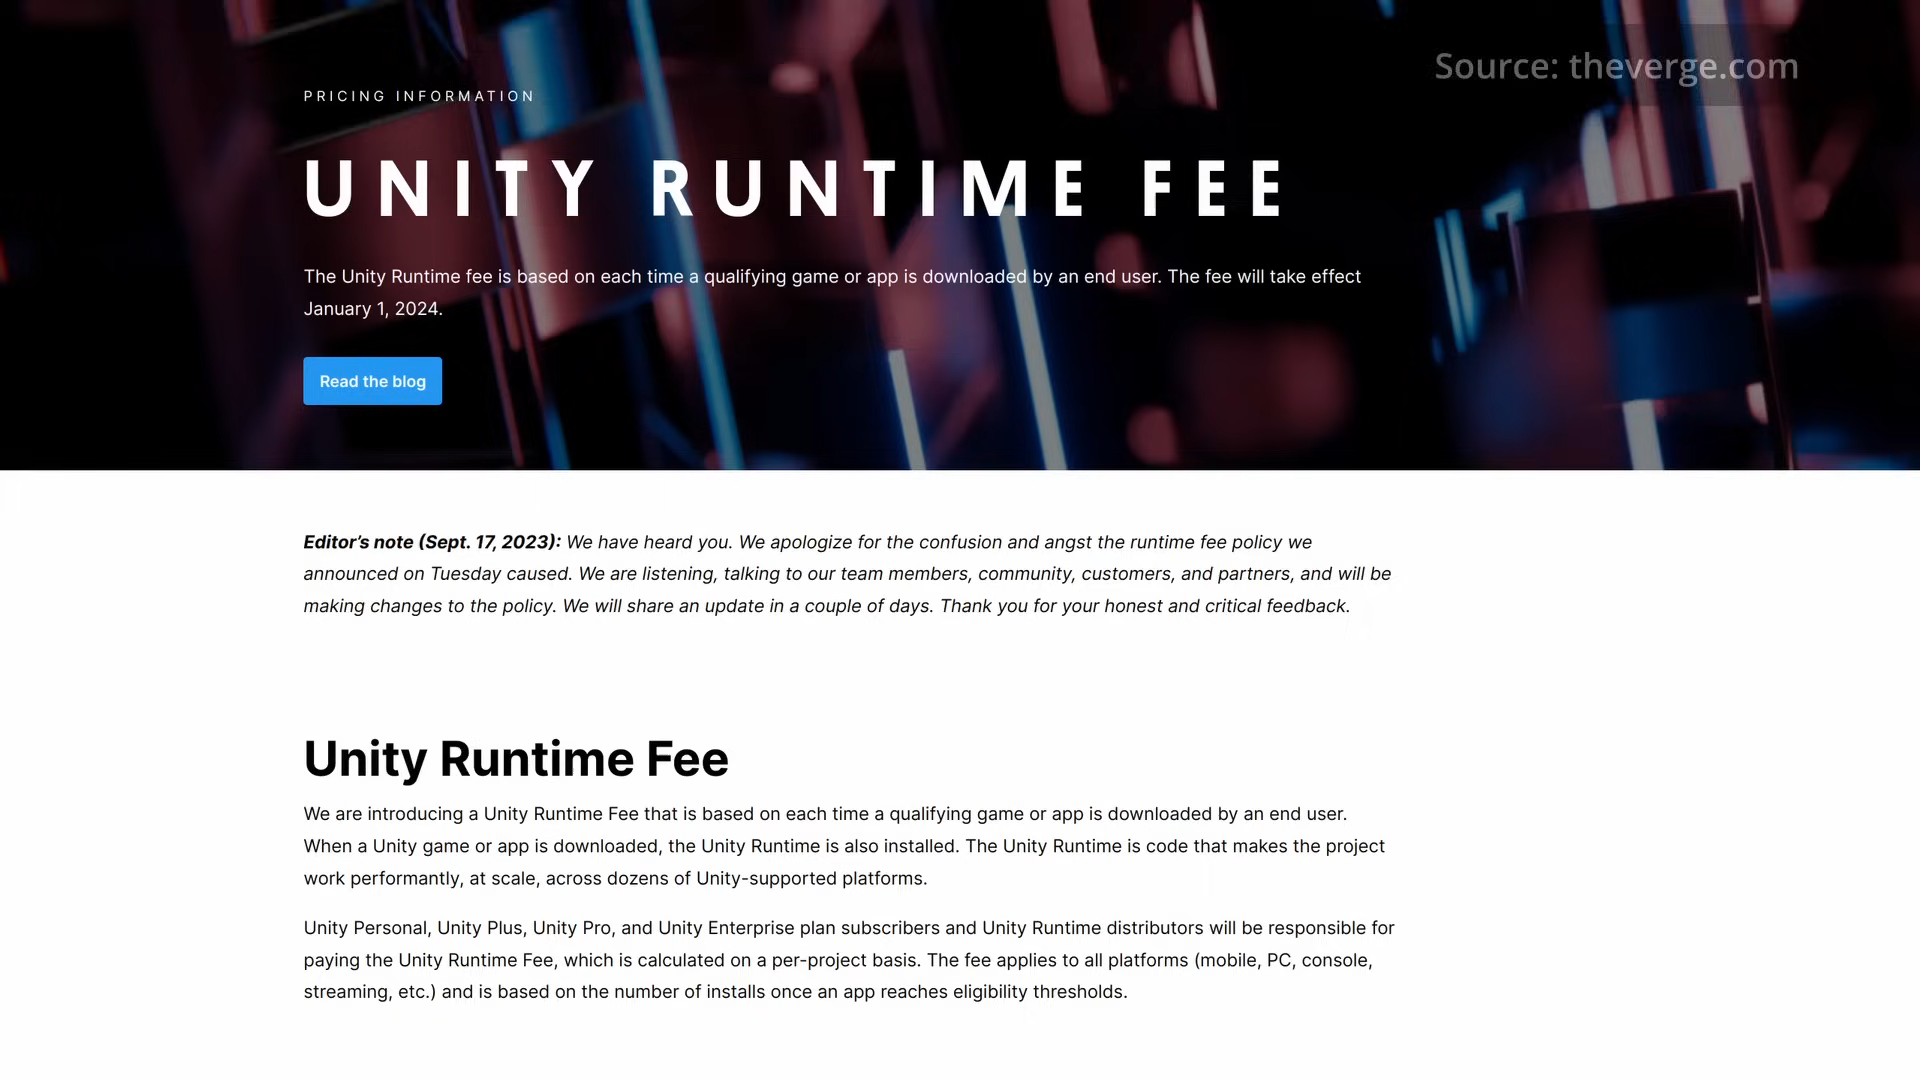 Source: theverge.com
PRICING INFORMATION
UNITY RUNTIME FEE
The Unity Runtime fee is based on each time a qualifying game or app is downloaded by an end user. The fee will take effect
January 1, 2024.
Read the blog
Editor’s note (Sept. 17, 2023): We have heard you. We apologize for the confusion and angst the runtime fee policy we
announced on Tuesday caused. We are listening, talking to our team members, community, customers, and partners, and will be
making changes to the policy. We will share an update in a couple of days. Thank you for your honest and critical feedback.
Unity Runtime Fee
We are introducing a Unity Runtime Fee that is based on each time a qualifying game or app is downloaded by an end user.
When a Unity game or app is downloaded, the Unity Runtime is also installed. The Unity Runtime is code that makes the project
work performantly, at scale, across dozens of Unity-supported platforms.
Unity Personal, Unity Plus, Unity Pro, and Unity Enterprise plan subscribers and Unity Runtime distributors will be responsible for
paying the Unity Runtime Fee, which is calculated on a per-project basis. The fee applies to all platforms (mobile, PC, console,
streaming, etc.) and is based on the number of installs once an app reaches eligibility thresholds.